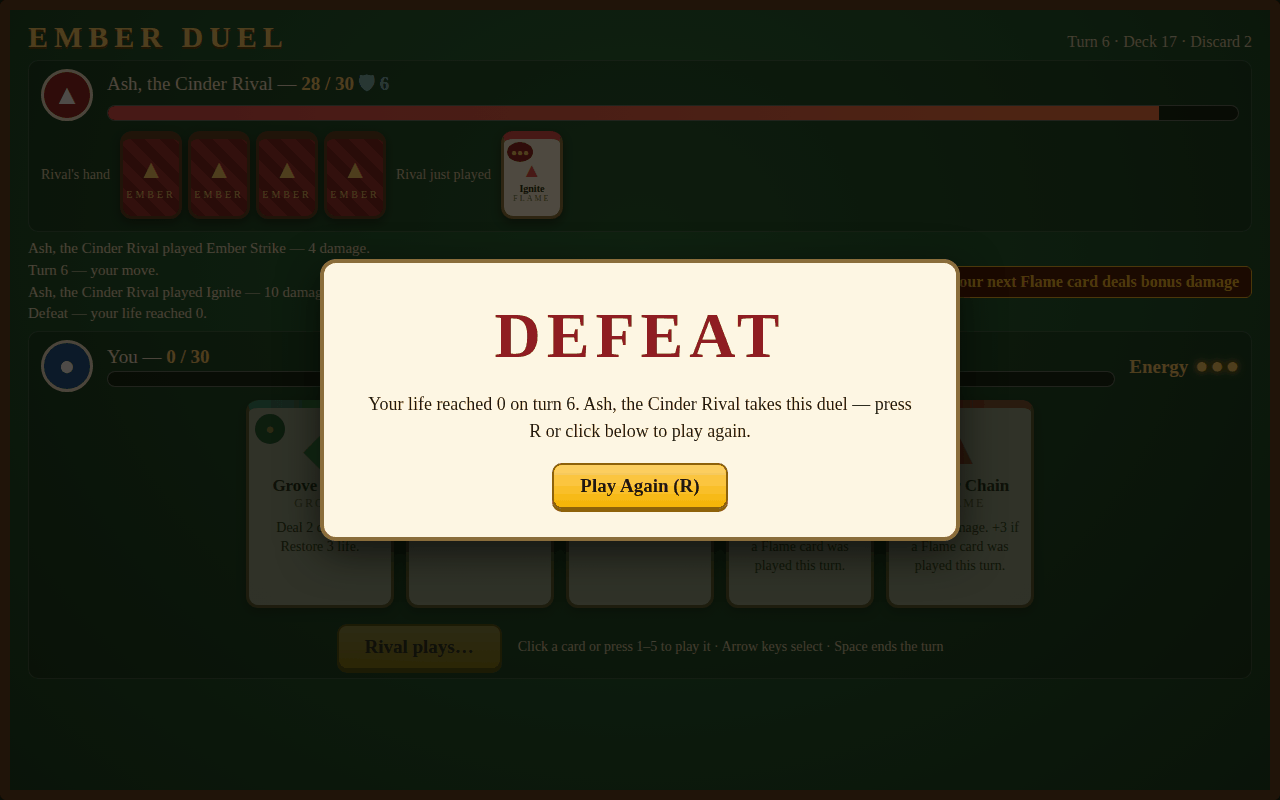 EMBER DUEL
Turn 6 · Deck 17 · Discard 2
Ash, the Cinder Rival — 28 / 30 6
Rival's hand
EMBER EMBER EMBER EMBER
Rival just played
Ignite
FLAME
Ash, the Cinder Rival played Ember Strike — 4 damage.
Turn 6 — your move.
Ash, the Cinder Rival played Ignite — 10
Defeat — your life reached 0.
next Flame card deals bonus damage
You — 0 / 30
Energy
DEFEAT
Your life reached 0 on turn 6. Ash, the Cinder Rival takes this duel — press
R or click below to play again.
Play Again (R)
Grove
Deal 2
Restore 3 life.
a Flame card was
played this turn.
Chain
+3 if
a Flame card was
played this turn.
Rival plays…
Click a card or press 1–5 to play it · Arrow keys select · Space ends the turn